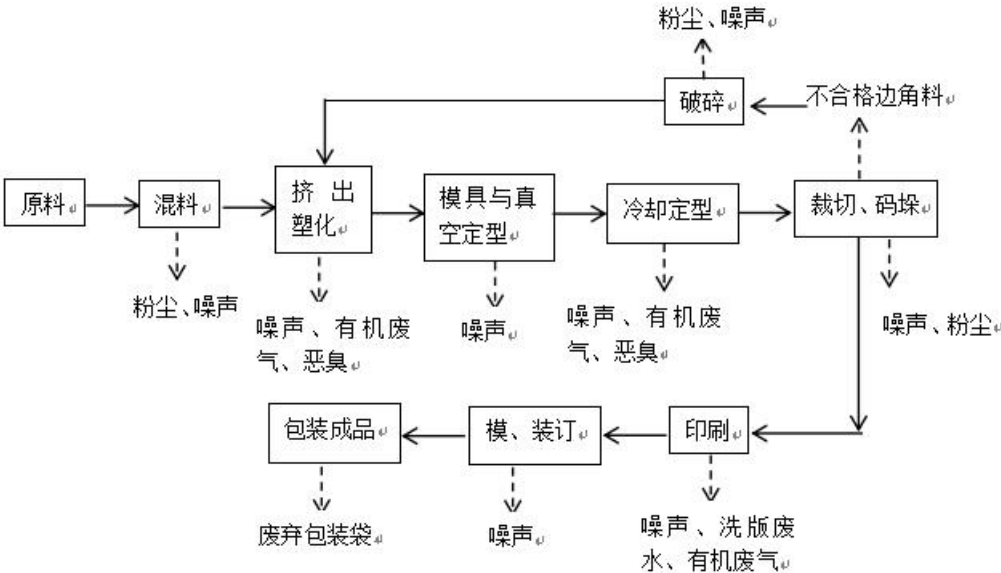 粉尘、噪声
破碎
不合格边角料
原料
混料
挤 出
塑化
模具与真
空定型
冷却定型
裁切、码垛
粉尘、噪声
噪声、有机废
气、恶臭
噪声
噪声、有机废
气、恶臭
噪声、粉尘
包装成品
模、装订
印刷
废弃包装袋
噪声
噪声、洗版废
水、有机废气